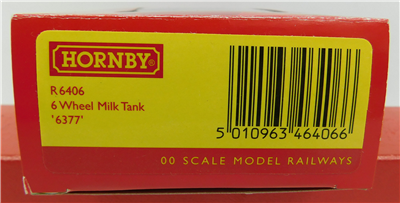 HORNBY®
R6406
6 Wheel Milk Tank
'6377'
5 010963 464066
00 SCALE MODEL RAILWAYS